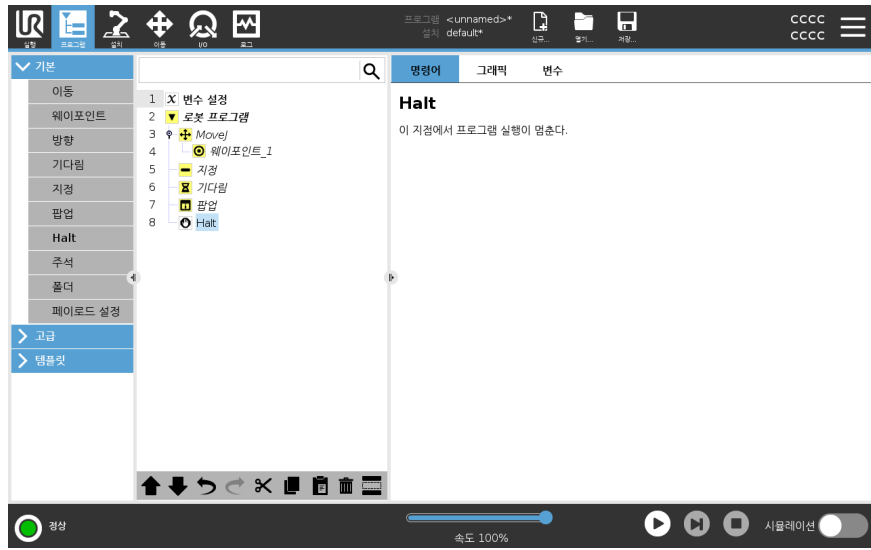 UR
실행
프로그램
설치
이동
I/O
로그
프로그램 <unnamed>*
설치 default*
신규...
열기...
저장...
CCCC
CCCC
기본
이동
웨이포인트
방향
기다림
지정
팝업
Halt
주석
폴더
페이로드 설정
고급
템플릿
1 X 변수 설정
2 로봇 프로그램
3 MoveJ
4 웨이포인트_1
5 지정
6 기다림
7 팝업
8 Halt
명령어 그래픽 변수
Halt
이 지점에서 프로그램 실행이 멈춘다.
정상
속도 100%
시뮬레이션